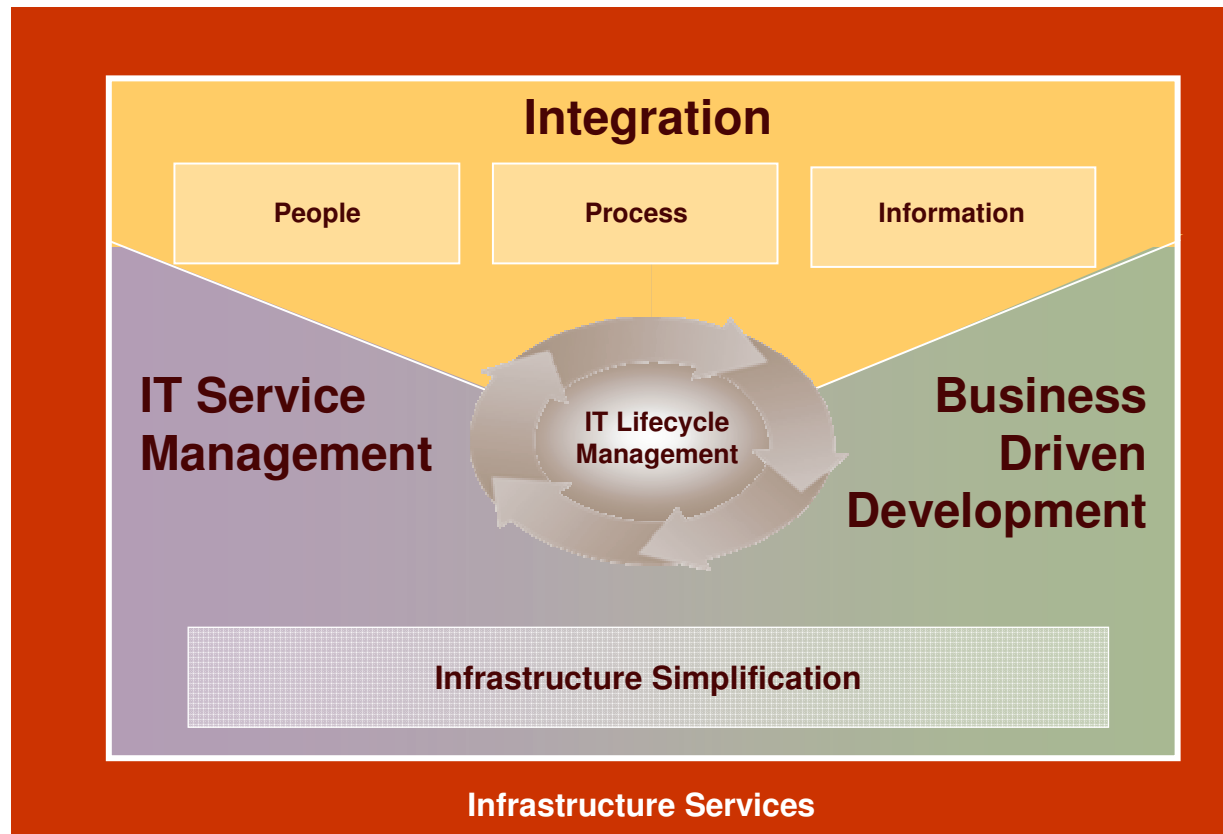 Integration
People
Process
Information
IT Service
Management
IT Lifecycle
Management
Business
Driven
Development
Infrastructure Simplification
Infrastructure Services